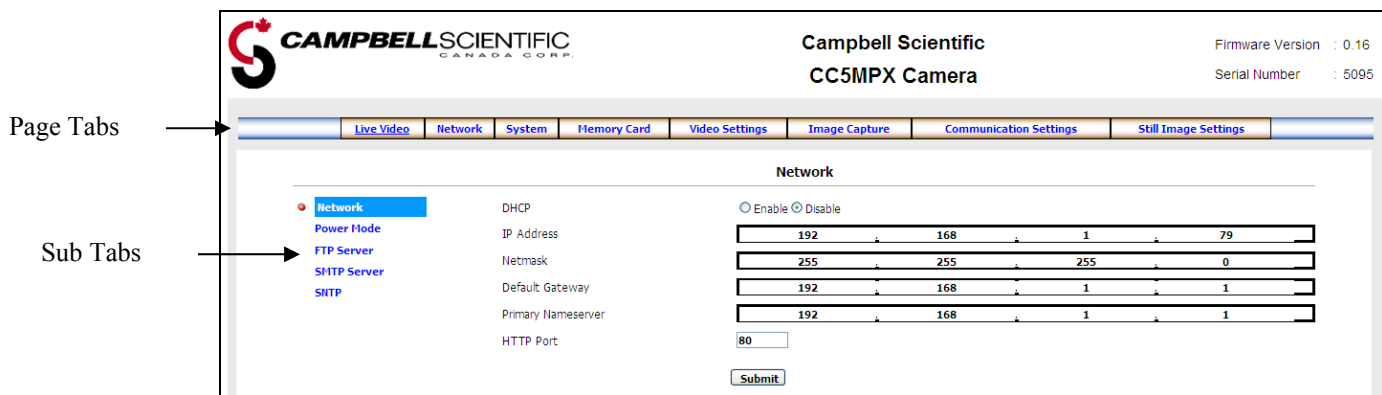 CAMPBELLSCIENTIFIC
CANADA CORP.
Campbell Scientific
CC5MPX Camera
Firmware Version : 0.16
Serial Number : 5095
Page Tabs
Live Video Network System Memory Card Video Settings Image Capture Communication Settings Still Image Settings
Network
Network
Power Mode
FTP Server
SMTP Server
SNTP
Sub Tabs
DHCP Enable Disable
IP Address 192 . 168 . 1 . 79
Netmask 255 . 255 . 255 . 0
Default Gateway 192 . 168 . 1 . 1
Primary Nameserver 192 . 168 . 1 . 1
HTTP Port 80
Submit